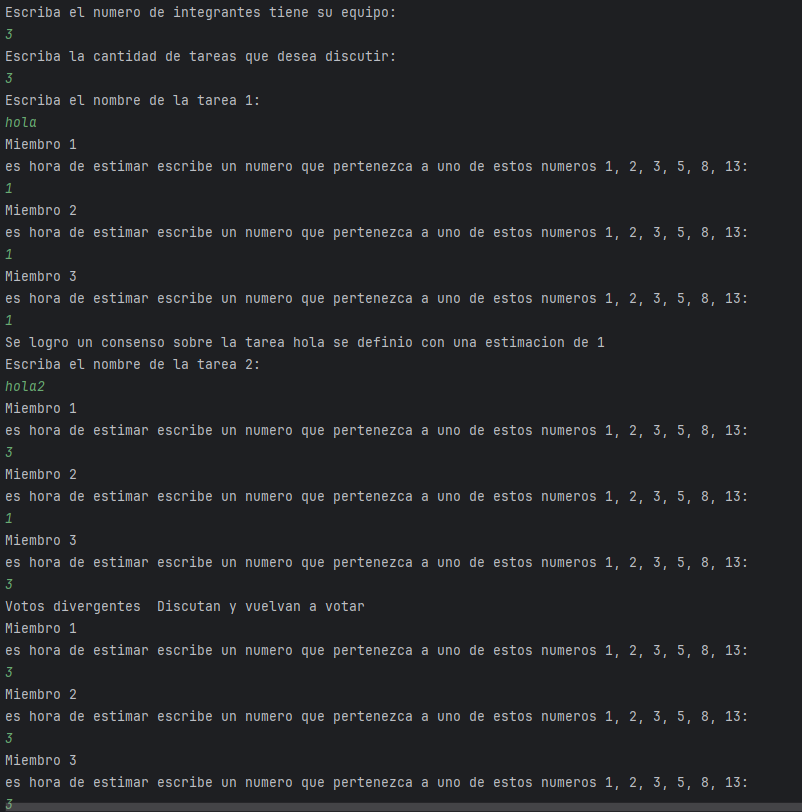 Escriba el numero de integrantes tiene su equipo:
3
Escriba la cantidad de tareas que desea discutir:
3
Escriba el nombre de la tarea 1:
hola
Miembro 1
es hora de estimar escribe un numero que pertenezca a uno de estos numeros 1, 2, 3, 5, 8, 13:
1
Miembro 2
es hora de estimar escribe un numero que pertenezca a uno de estos numeros 1, 2, 3, 5, 8, 13:
1
Miembro 3
es hora de estimar escribe un numero que pertenezca a uno de estos numeros 1, 2, 3, 5, 8, 13:
1
Se logro un consenso sobre la tarea hola se definio con una estimacion de 1
Escriba el nombre de la tarea 2:
hola2
Miembro 1
es hora de estimar escribe un numero que pertenezca a uno de estos numeros 1, 2, 3, 5, 8, 13:
3
Miembro 2
es hora de estimar escribe un numero que pertenezca a uno de estos numeros 1, 2, 3, 5, 8, 13:
1
Miembro 3
es hora de estimar escribe un numero que pertenezca a uno de estos numeros 1, 2, 3, 5, 8, 13:
3
Votos divergentes  Discutan y vuelvan a votar
Miembro 1
es hora de estimar escribe un numero que pertenezca a uno de estos numeros 1, 2, 3, 5, 8, 13:
3
Miembro 2
es hora de estimar escribe un numero que pertenezca a uno de estos numeros 1, 2, 3, 5, 8, 13:
3
Miembro 3
es hora de estimar escribe un numero que pertenezca a uno de estos numeros 1, 2, 3, 5, 8, 13:
3